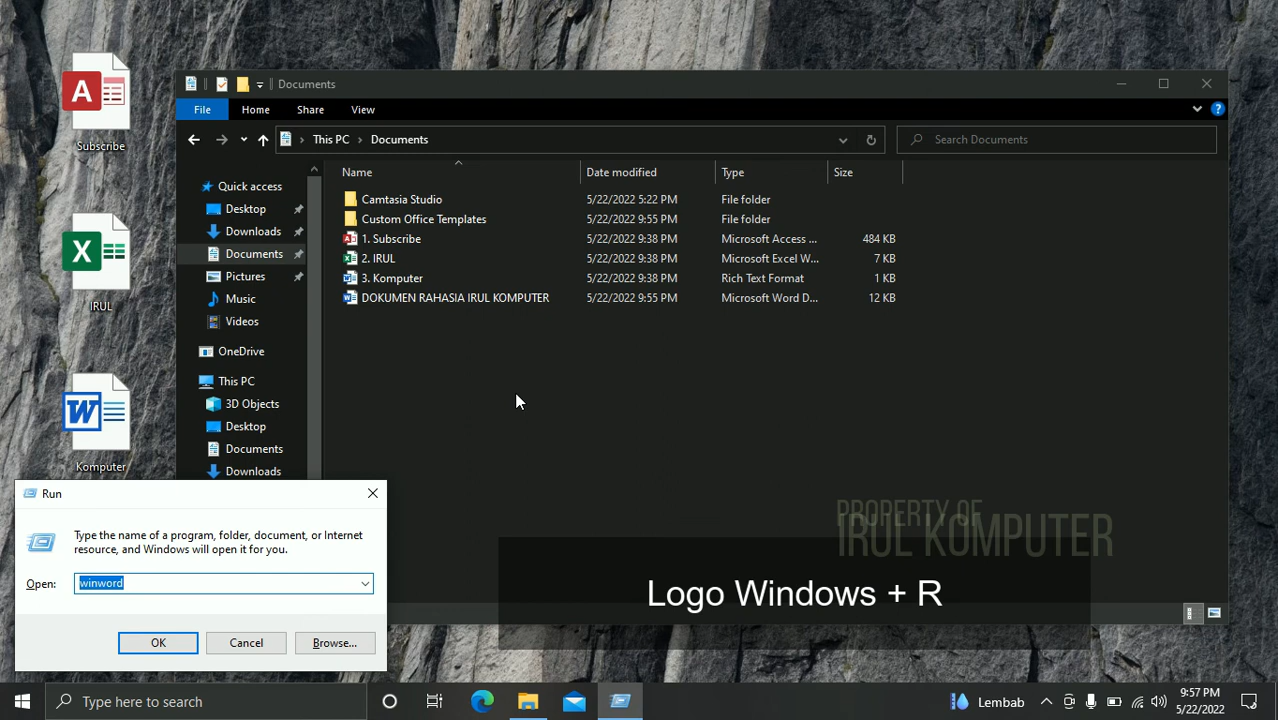 Subscribe
IRUL
Komputer
Documents
File Home Share View
This PC Documents
Search Documents
Name Date modified Type Size
Quick access
Desktop
Downloads
Documents
Pictures
Music
Videos
OneDrive
This PC
3D Objects
Desktop
Documents
Downloads
Camtasia Studio 5/22/2022 5:22 PM File folder
Custom Office Templates 5/22/2022 9:55 PM File folder
1. Subscribe 5/22/2022 9:38 PM Microsoft Access ... 484 KB
2. IRUL 5/22/2022 9:38 PM Microsoft Excel W... 7 KB
3. Komputer 5/22/2022 9:38 PM Rich Text Format 1 KB
DOKUMEN RAHASIA IRUL KOMPUTER 5/22/2022 9:55 PM Microsoft Word D... 12 KB
Run
Type the name of a program, folder, document, or Internet
resource, and Windows will open it for you.
Open: winword
OK Cancel Browse...
PROPERTY OF
IRUL KOMPUTER
Logo Windows + R
Type here to search
Lembab
9:57 PM
5/22/2022